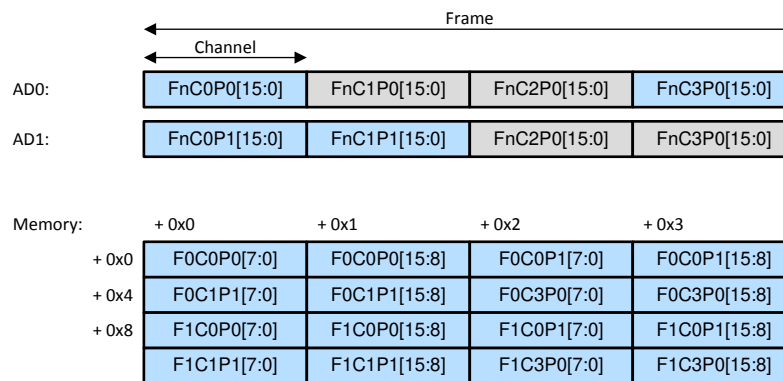 Frame
Channel
AD0: FnC0P0[15:0] FnC1P0[15:0] FnC2P0[15:0] FnC3P0[15:0]
AD1: FnC0P1[15:0] FnC1P1[15:0] FnC2P0[15:0] FnC3P0[15:0]
Memory: + 0x0 + 0x1 + 0x2 + 0x3
+ 0x0 F0C0P0[7:0] F0C0P0[15:8] F0C0P1[7:0] F0C0P1[15:8]
+ 0x4 F0C1P1[7:0] F0C1P1[15:8] F0C3P0[7:0] F0C3P0[15:8]
+ 0x8 F1C0P0[7:0] F1C0P0[15:8] F1C0P1[7:0] F1C0P1[15:8]
F1C1P1[7:0] F1C1P1[15:8] F1C3P0[7:0] F1C3P0[15:8]